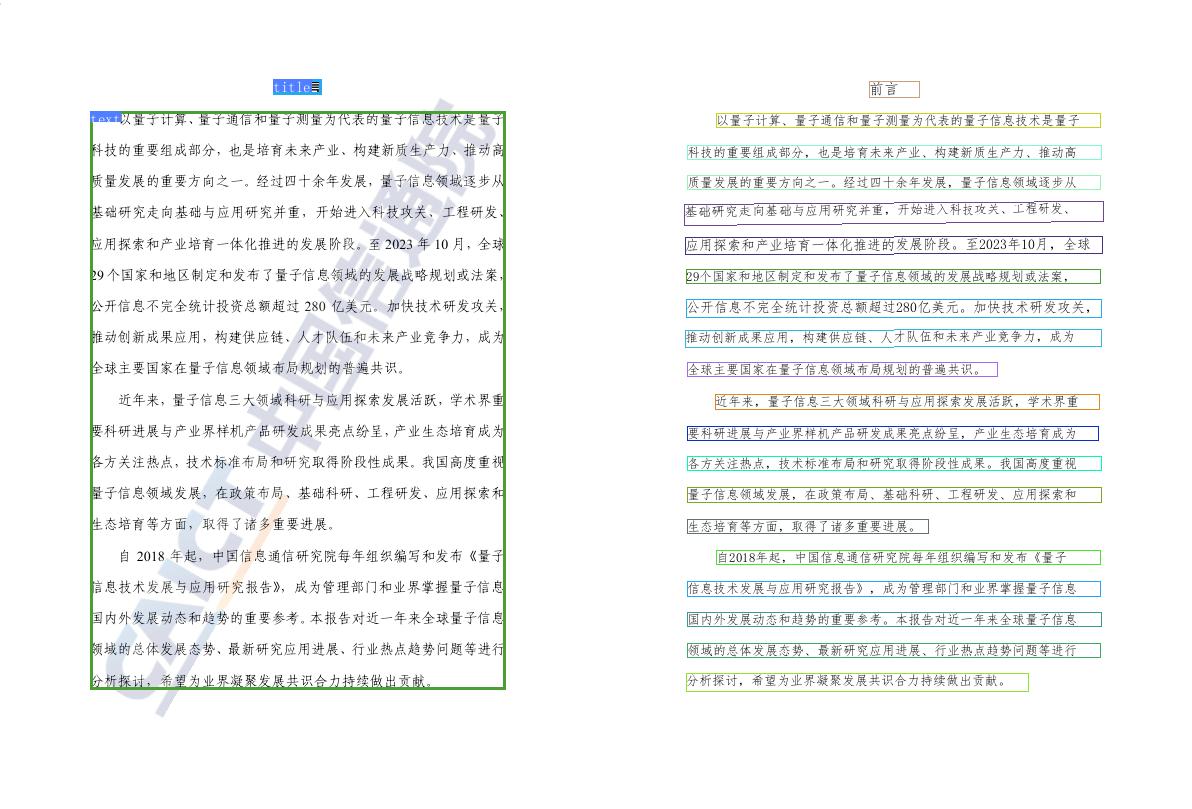 title
text以量子计算、量子通信和量子测量为代表的量子信息技术是量子
科技的重要组成部分，也是培育未来产业、构建新质生产力、推动高
质量发展的重要方向之一。经过四十余年发展，量子信息领域逐步从
基础研究走向基础与应用研究并重，开始进入科技攻关、工程研发、
应用探索和产业培育一体化推进的发展阶段。至 2023 年 10 月，全球
29 个国家和地区制定和发布了量子信息领域的发展战略规划或法案，
公开信息不完全统计投资总额超过 280 亿美元。加快技术研发攻关，
推动创新成果应用，构建供应链、人才队伍和未来产业竞争力，成为
全球主要国家在量子信息领域布局规划的普遍共识。
近年来，量子信息三大领域科研与应用探索发展活跃，学术界重
要科研进展与产业界样机产品研发成果亮点纷呈，产业生态培育成为
各方关注热点，技术标准布局和研究取得阶段性成果。我国高度重视
量子信息领域发展，在政策布局、基础科研、工程研发、应用探索和
生态培育等方面，取得了诸多重要进展。
自 2018 年起，中国信息通信研究院每年组织编写和发布《量子
信息技术发展与应用研究报告》，成为管理部门和业界掌握量子信息
国内外发展动态和趋势的重要参考。本报告对近一年来全球量子信息
领域的总体发展态势、最新研究应用进展、行业热点趋势问题等进行
分析探讨，希望为业界凝聚发展共识合力持续做出贡献。
CAICT 中国信通院
前言
以量子计算、量子通信和量子测量为代表的量子信息技术是量子
科技的重要组成部分，也是培育未来产业、构建新质生产力、推动高
质量发展的重要方向之一。经过四十余年发展，量子信息领域逐步从
基础研究走向基础与应用研究并重，开始进入科技攻关、工程研发、
应用探索和产业培育一体化推进的发展阶段。至2023年10月，全球
29个国家和地区制定和发布了量子信息领域的发展战略规划或法案，
公开信息不完全统计投资总额超过280亿美元。加快技术研发攻关，
推动创新成果应用，构建供应链、人才队伍和未来产业竞争力，成为
全球主要国家在量子信息领域布局规划的普遍共识。
近年来，量子信息三大领域科研与应用探索发展活跃，学术界重
要科研进展与产业界样机产品研发成果亮点纷呈，产业生态培育成为
各方关注热点，技术标准布局和研究取得阶段性成果。我国高度重视
量子信息领域发展，在政策布局、基础科研、工程研发、应用探索和
生态培育等方面，取得了诸多重要进展。
自2018年起，中国信息通信研究院每年组织编写和发布《量子
信息技术发展与应用研究报告》，成为管理部门和业界掌握量子信息
国内外发展动态和趋势的重要参考。本报告对近一年来全球量子信息
领域的总体发展态势、最新研究应用进展、行业热点趋势问题等进行
分析探讨，希望为业界凝聚发展共识合力持续做出贡献。